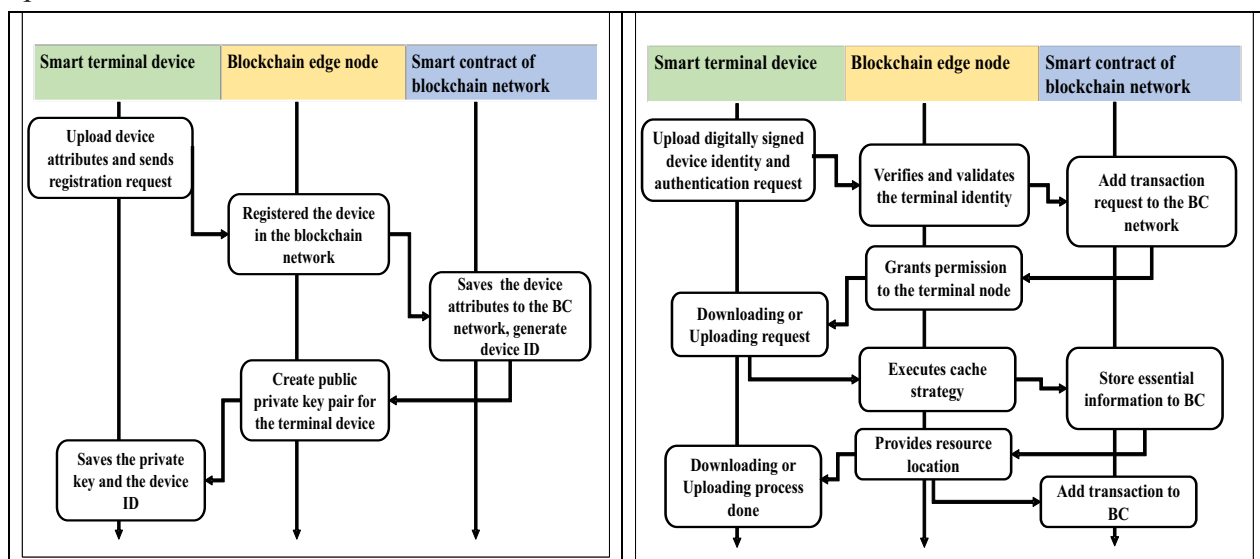 Smart terminal device
Blockchain edge node
Smart contract of
blockchain network
Upload device
attributes and sends
registration request
Registered the device
in the blockchain
network
Saves the device
attributes to the BC
network, generate
device ID
Create public
private key pair for
the terminal device
Saves the private
key and the device
ID
Smart terminal device
Blockchain edge node
Smart contract of
blockchain network
Upload digitally signed
device identity and
authentication request
Verifies and validates
the terminal identity
Add transaction
request to the BC
network
Grants permission
to the terminal node
Downloading or
Uploading request
Executes cache
strategy
Store essential
information to BC
Provides resource
location
Downloading or
Uploading process
done
Add transaction to
BC